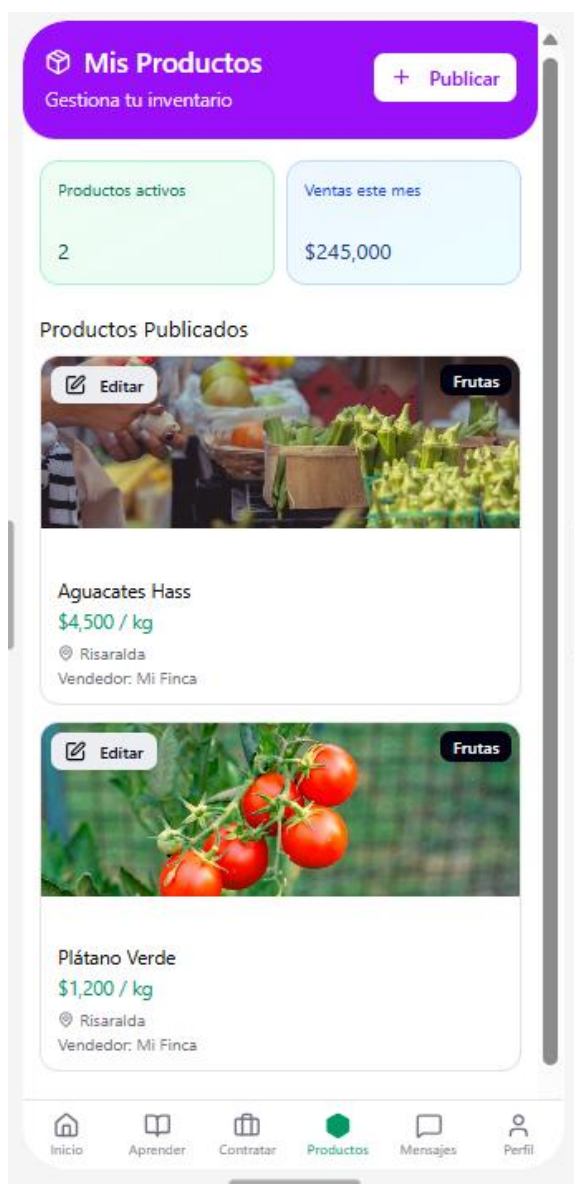 Mis Productos
Gestiona tu inventario
+ Publicar
Productos activos
2
Ventas este mes
$245,000
Productos Publicados
Editar
Frutas
Aguacates Hass
$4,500 / kg
Risaralda
Vendedor: Mi Finca
Editar
Frutas
Plátano Verde
$1,200 / kg
Risaralda
Vendedor: Mi Finca
Inicio
Aprender
Contratar
Productos
Mensajes
Perfil